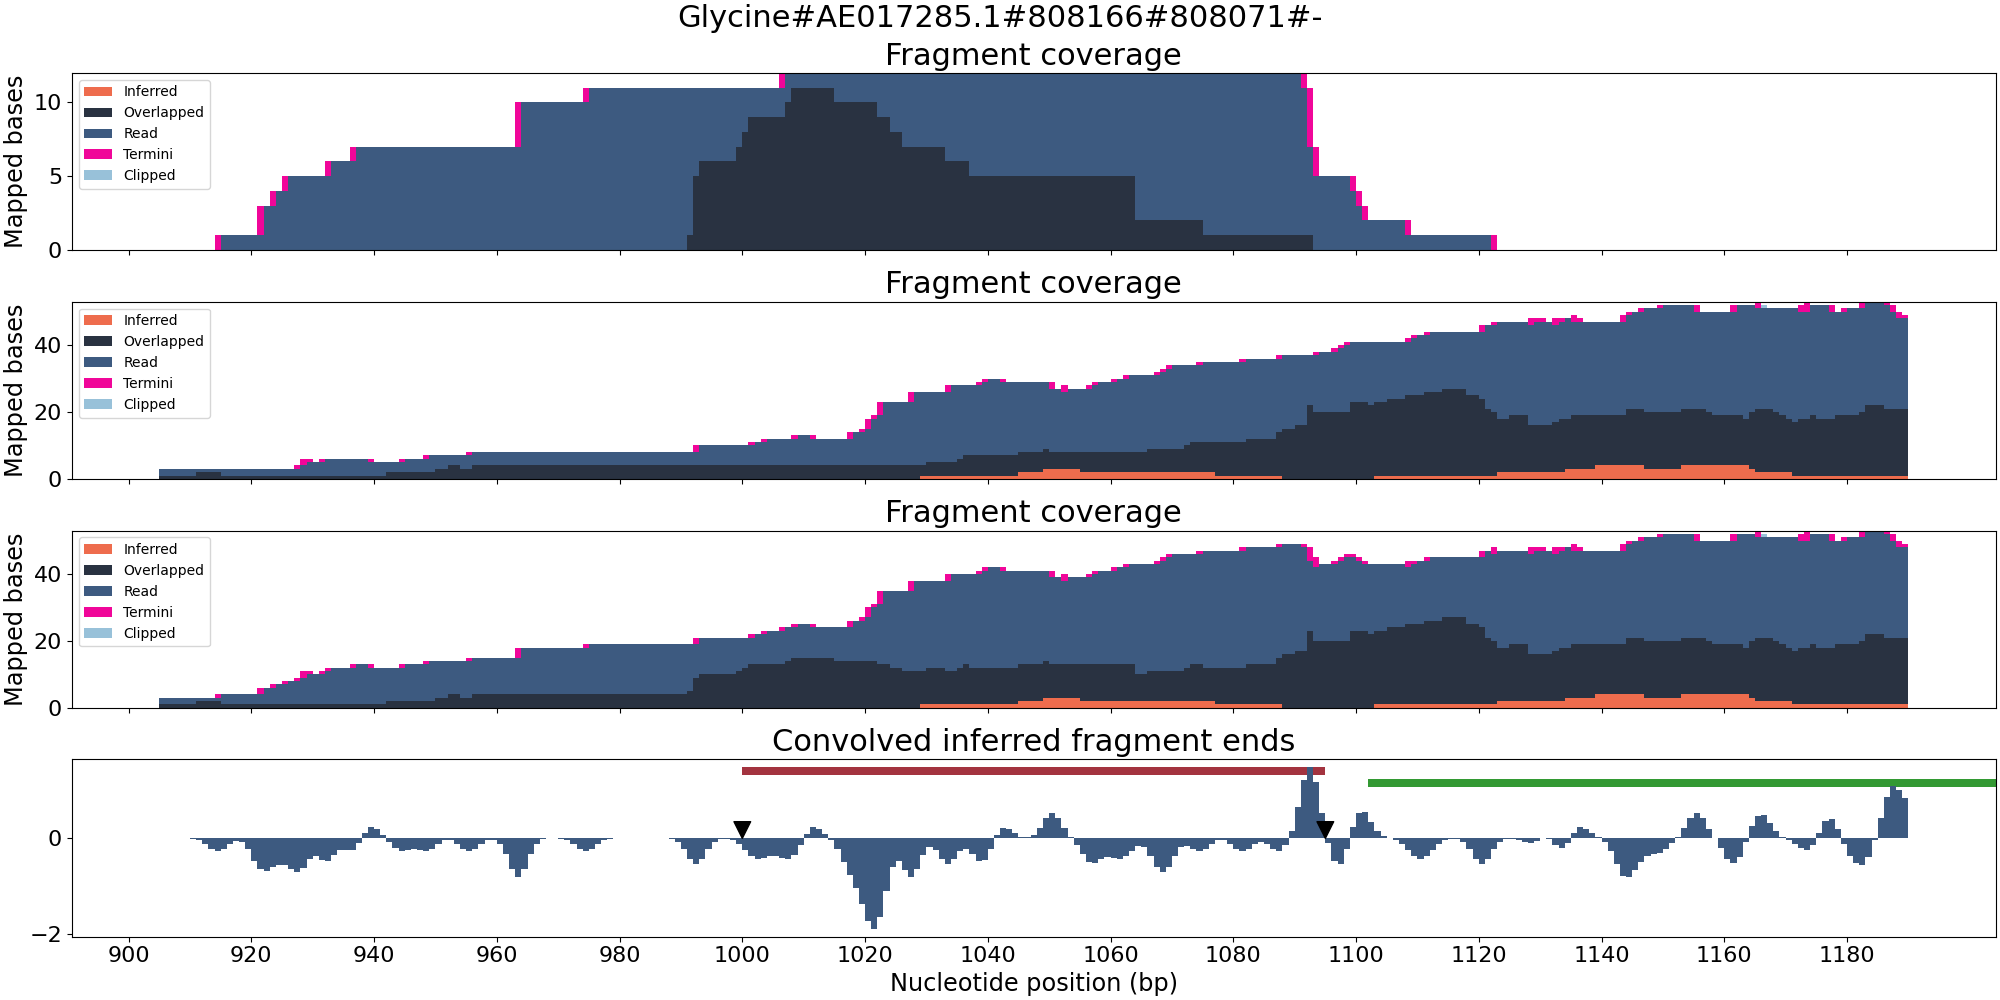 Glycine#AE017285.1#808166#808071#-
Fragment coverage
Mapped bases
10
5
0
Inferred
Overlapped
Read
Termini
Clipped
Fragment coverage
Mapped bases
40
20
0
Inferred
Overlapped
Read
Termini
Clipped
Fragment coverage
Mapped bases
40
20
0
Inferred
Overlapped
Read
Termini
Clipped
Convolved inferred fragment ends
0
−2
900 920 940 960 980 1000 1020 1040 1060 1080 1100 1120 1140 1160 1180
Nucleotide position (bp)